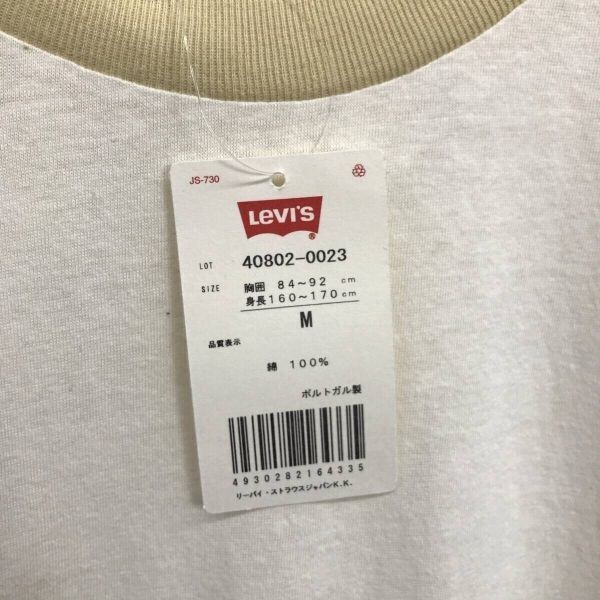 JS-730
Levi's
LOT 40802-0023
SIZE 胸囲 84~92 cm
身長160~170cm
M
品質表示
綿 100%
ポルトガル製
4930282164335
リーバイ・ストラウスジャパンK.K.